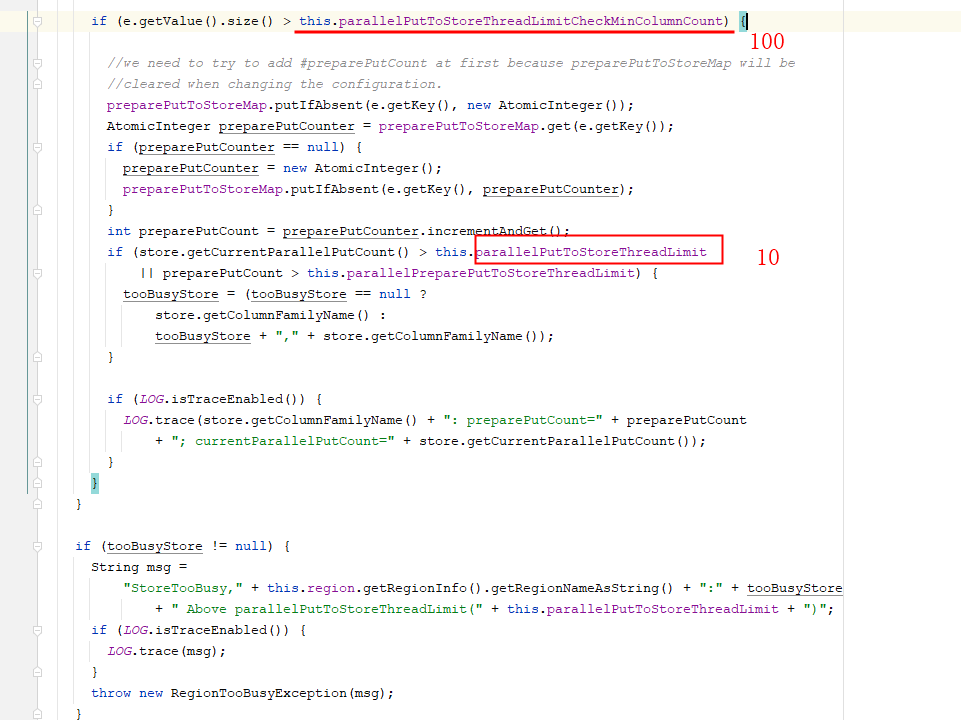 if (e.getValue().size() > this.parallelPutToStoreThreadLimitCheckMinColumnCount) {
100
//we need to try to add #preparePutCount at first because preparePutToStoreMap will be
//cleared when changing the configuration.
preparePutToStoreMap.putIfAbsent(e.getKey(), new AtomicInteger());
AtomicInteger preparePutCounter = preparePutToStoreMap.get(e.getKey());
if (preparePutCounter == null) {
preparePutCounter = new AtomicInteger();
preparePutToStoreMap.putIfAbsent(e.getKey(), preparePutCounter);
}
int preparePutCount = preparePutCounter.incrementAndGet();
if (store.getCurrentParallelPutCount() > this.parallelPutToStoreThreadLimit
10
|| preparePutCount > this.parallelPreparePutToStoreThreadLimit) {
tooBusyStore = (tooBusyStore == null ?
store.getColumnFamilyName() :
tooBusyStore + "," + store.getColumnFamilyName());
}
if (LOG.isTraceEnabled()) {
LOG.trace(store.getColumnFamilyName() + ": preparePutCount=" + preparePutCount
+ "; currentParallelPutCount=" + store.getCurrentParallelPutCount());
}
}
}
if (tooBusyStore != null) {
String msg =
"StoreTooBusy," + this.region.getRegionInfo().getRegionNameAsString() + ":" + tooBusyStore
+ " Above parallelPutToStoreThreadLimit(" + this.parallelPutToStoreThreadLimit + ")";
if (LOG.isTraceEnabled()) {
LOG.trace(msg);
}
throw new RegionTooBusyException(msg);
}